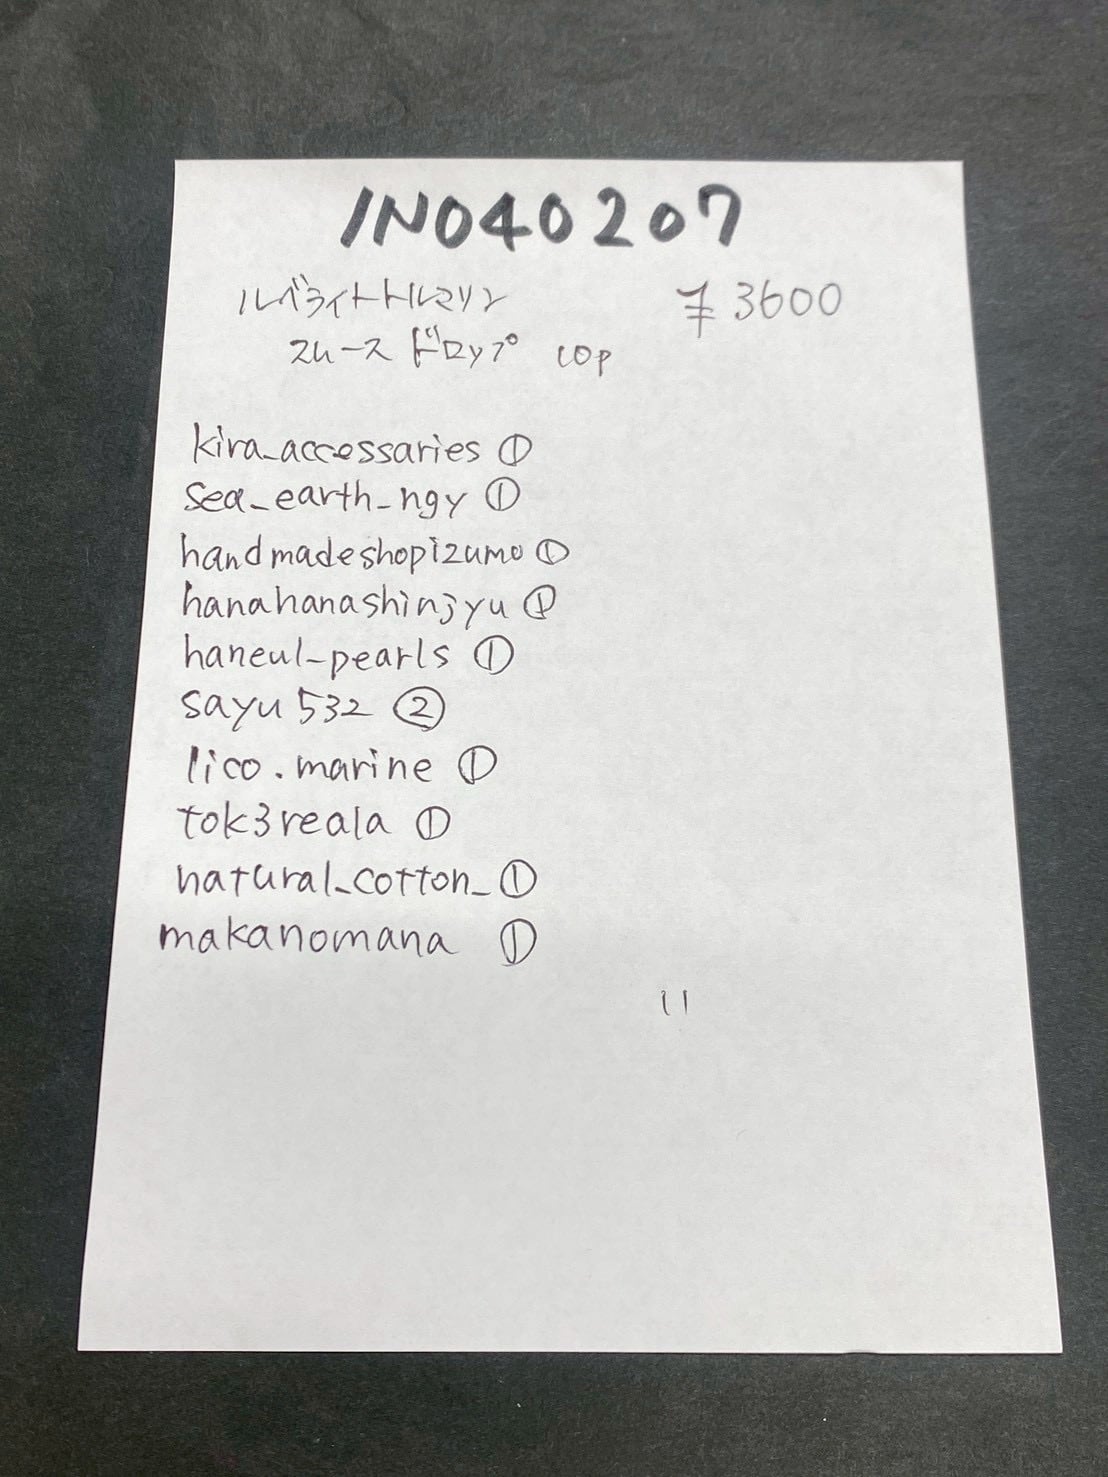 IN040207
ルベライトトルマリン ¥3600
スムース ドロップ 10p
kira_accessaries ①
sea_earth_ngy ①
handmadeshopizumo ①
hanahanashinjyu ①
haneul_pearls ①
sayu532 ②
lico.marine ①
tok3reala ①
natural_cotton_ ①
makanomana ①
11